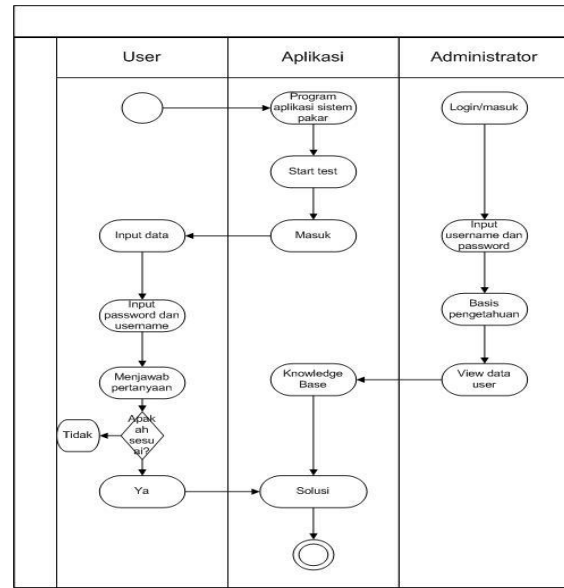 User
Aplikasi
Administrator
Program
aplikasi sistem
pakar
Login/masuk
Start test
Input data
Masuk
Input
username dan
password
Input
password dan
username
Basis
pengetahuan
Menjawab
pertanyaan
Knowledge
Base
View data
user
Tidak
Apak
ah
sesu
ai?
Ya
Solusi